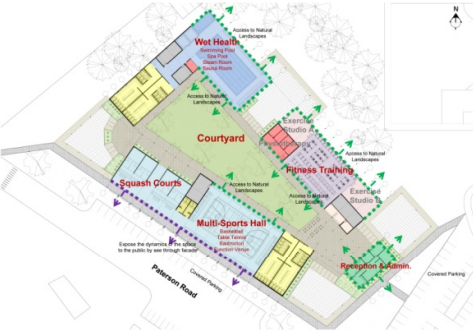 N
Access to Natural
Landscapes
Wet Health
Swimming Pool
Spa Pool
Steam Room
Sauna Room
Access to Natural
Landscapes
Exercise
Studio
Courtyard
Physiotherapy
Access to Natural
Landscapes
Fitness Training
Squash Courts
Access to Natural
Landscapes
Exercise
Studio
Access to Natural
Landscapes
Multi-Sports Hall
Basketball
Table Tennis
Badminton
Function Venue
Expose the dynamics of the space
to the public by see through facade
Reception & Admin.
Covered Parking
Covered Parking
Paterson Road